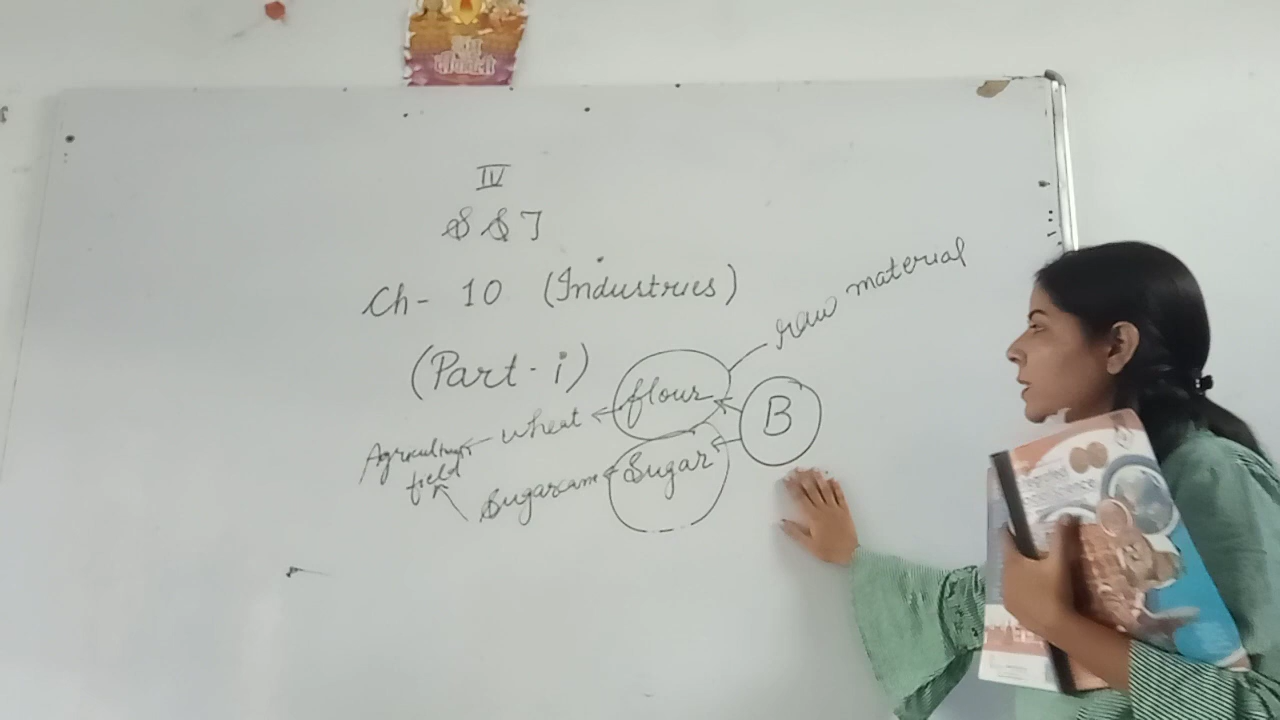 IV
SST
Ch- 10 (Industries)
(Part-i)
raw material
flour
B
wheat
Agriculture field
Sugar
Sugarcane